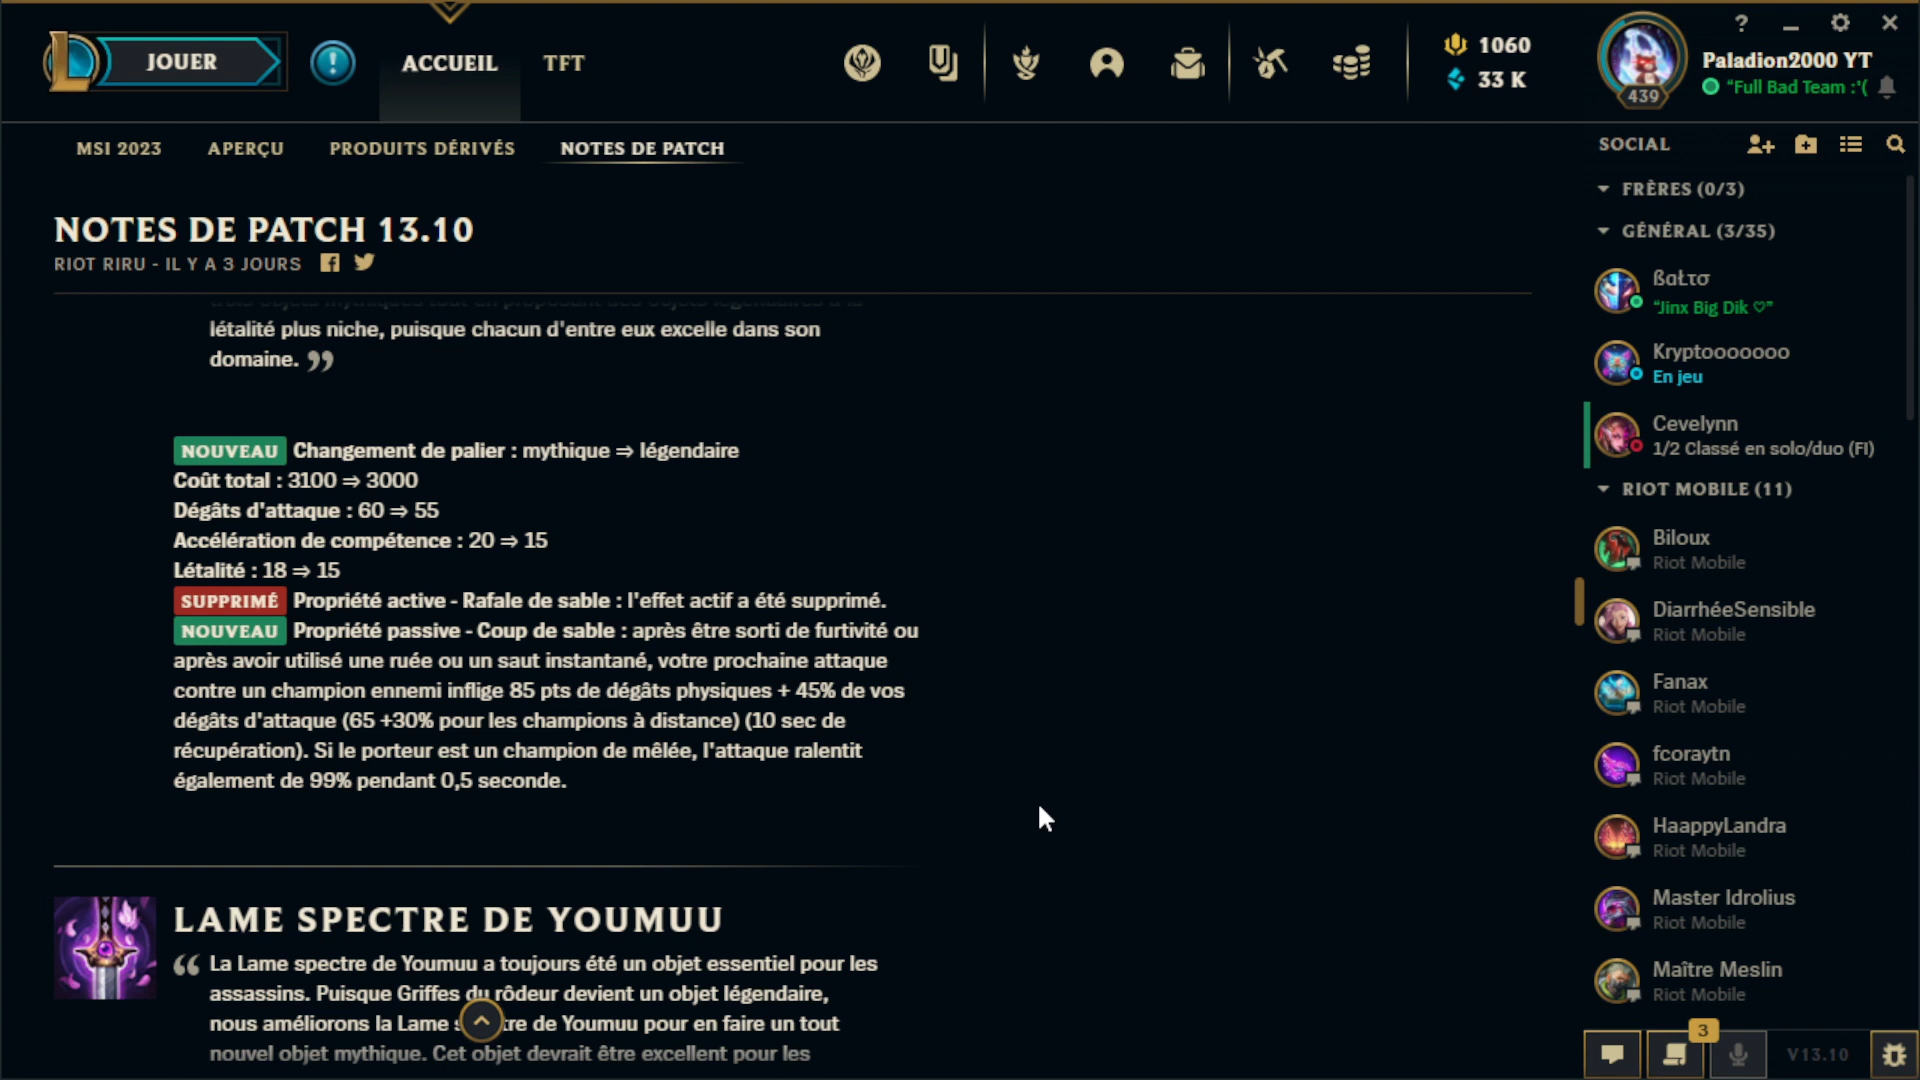 JOUER
ACCUEIL
TFT
1060
33 K
?
439
Paladion2000 YT
“Full Bad Team :'(
MSI 2023
APERÇU
PRODUITS DÉRIVÉS
NOTES DE PATCH
NOTES DE PATCH 13.10
RIOT RIRU - IL Y A 3 JOURS
létalité plus niche, puisque chacun d'entre eux excelle dans son
domaine. ”
NOUVEAU Changement de palier : mythique ⇒ légendaire
Coût total : 3100 ⇒ 3000
Dégâts d'attaque : 60 ⇒ 55
Accélération de compétence : 20 ⇒ 15
Létalité : 18 ⇒ 15
SUPPRIMÉ Propriété active - Rafale de sable : l'effet actif a été supprimé.
NOUVEAU Propriété passive - Coup de sable : après être sorti de furtivité ou
après avoir utilisé une ruée ou un saut instantané, votre prochaine attaque
contre un champion ennemi inflige 85 pts de dégâts physiques + 45% de vos
dégâts d'attaque (65 +30% pour les champions à distance) (10 sec de
récupération). Si le porteur est un champion de mêlée, l'attaque ralentit
également de 99% pendant 0,5 seconde.
LAME SPECTRE DE YOUMUU
“ La Lame spectre de Youmuu a toujours été un objet essentiel pour les
assassins. Puisque Griffes du rôdeur devient un objet légendaire,
nous améliorons la Lame s tre de Youmuu pour en faire un tout
nouvel objet mythique. Cet objet devrait être excellent pour les
SOCIAL
FRÈRES (0/3)
GÉNÉRAL (3/35)
ßαŁτσ
“Jinx Big Dik ♡”
Kryptooooooo
En jeu
Cevelynn
1/2 Classé en solo/duo (Fl)
RIOT MOBILE (11)
Biloux
Riot Mobile
DiarrhéeSensible
Riot Mobile
Fanax
Riot Mobile
fcoraytn
Riot Mobile
HaappyLandra
Riot Mobile
Master Idrolius
Riot Mobile
Maître Meslin
Riot Mobile
3
V13.10